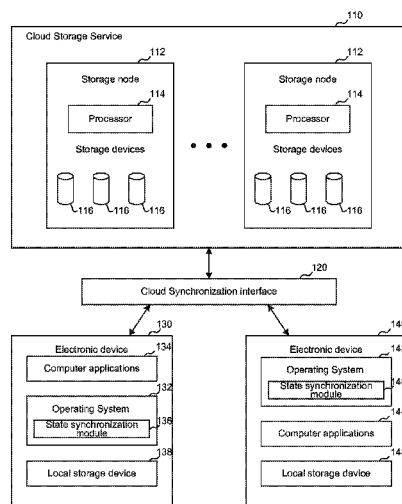 110
Cloud Storage Service
112
112
Storage node
Storage node
114
114
Processor
Processor
Storage devices
Storage devices
116
116
116
116
116
116
120
Cloud Synchronization interface
130
Electronic device
134
Computer applications
132
Operating System
136
State synchronization
module
138
Local storage device
Electronic device
Operating System
State synchronization
module
Computer applications
Local storage device